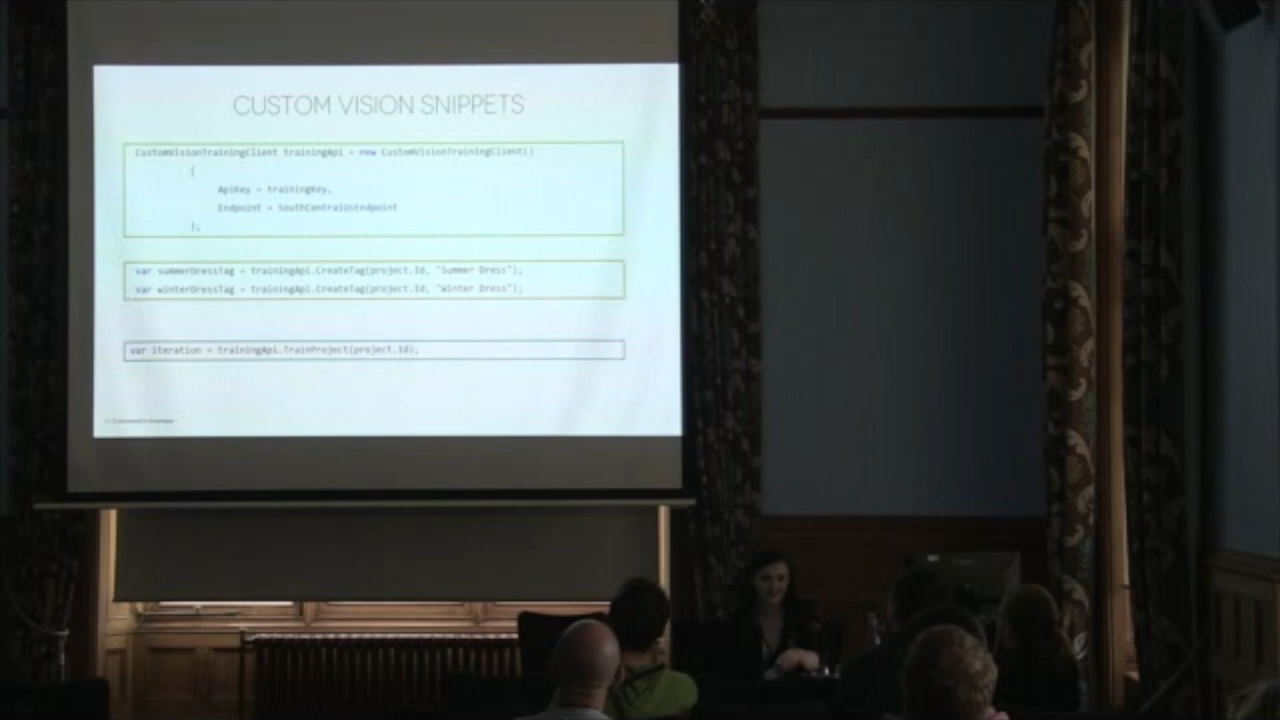 CUSTOM VISION SNIPPETS
CustomVisionTrainingClient trainingApi = new CustomVisionTrainingClient()
{
ApiKey = trainingKey,
Endpoint = SouthCentralUsEndpoint
};
var summerDressTag = trainingApi.CreateTag(project.Id, "Summer Dress");
var winterDressTag = trainingApi.CreateTag(project.Id, "Winter Dress");
var iteration = trainingApi.TrainProject(project.Id);